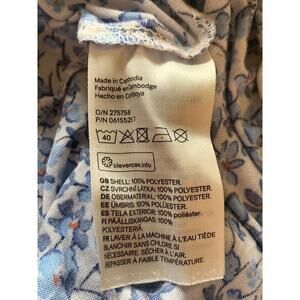 Made in Cambodia
Fabriqué en Cambodge
Hecho en Camboya
O/N 275758
P/N 0615521
40
clevercare.info
GB SHELL: 100% POLYESTER.
CZ SVRCHNÍ LÁTKA: 100% POLYESTER.
DE OBERMATERIAL: 100% POLYESTER.
EE ÜMBRIS: 100% POLÜESTER.
ES TELA EXTERIOR: 100% poliéster.
FI PÄÄLLISKANGAS: 100%
POLYESTERIÄ
FR LAVER À LA MACHINE À L'EAU TIÈDE
BLANCHIR SANS CHLORE SI
NÉCESSAIRE. SÉCHER À PLAT.
REPASSER À FAIBLE TEMPÉRATURE.